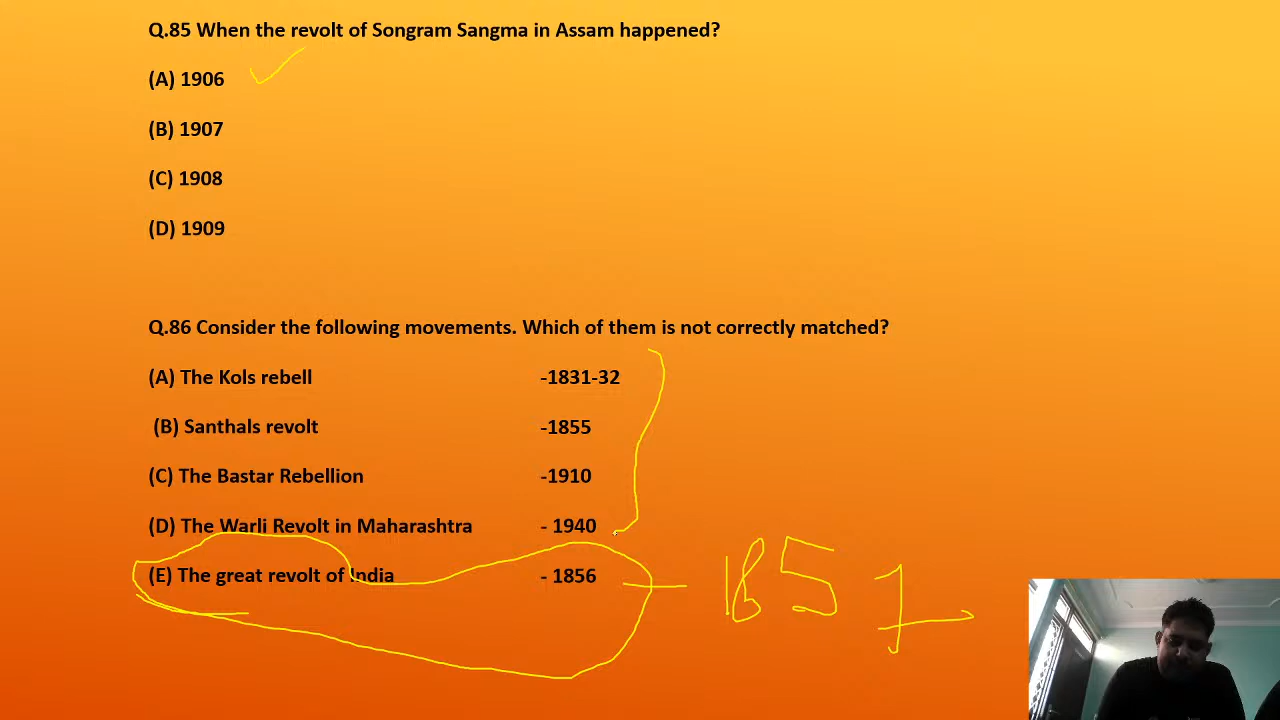 Q.85 When the revolt of Songram Sangma in Assam happened?
(A) 1906
(B) 1907
(C) 1908
(D) 1909
Q.86 Consider the following movements. Which of them is not correctly matched?
(A) The Kols rebell -1831-32
(B) Santhals revolt -1855
(C) The Bastar Rebellion -1910
(D) The Warli Revolt in Maharashtra - 1940
(E) The great revolt of India - 1856
1857